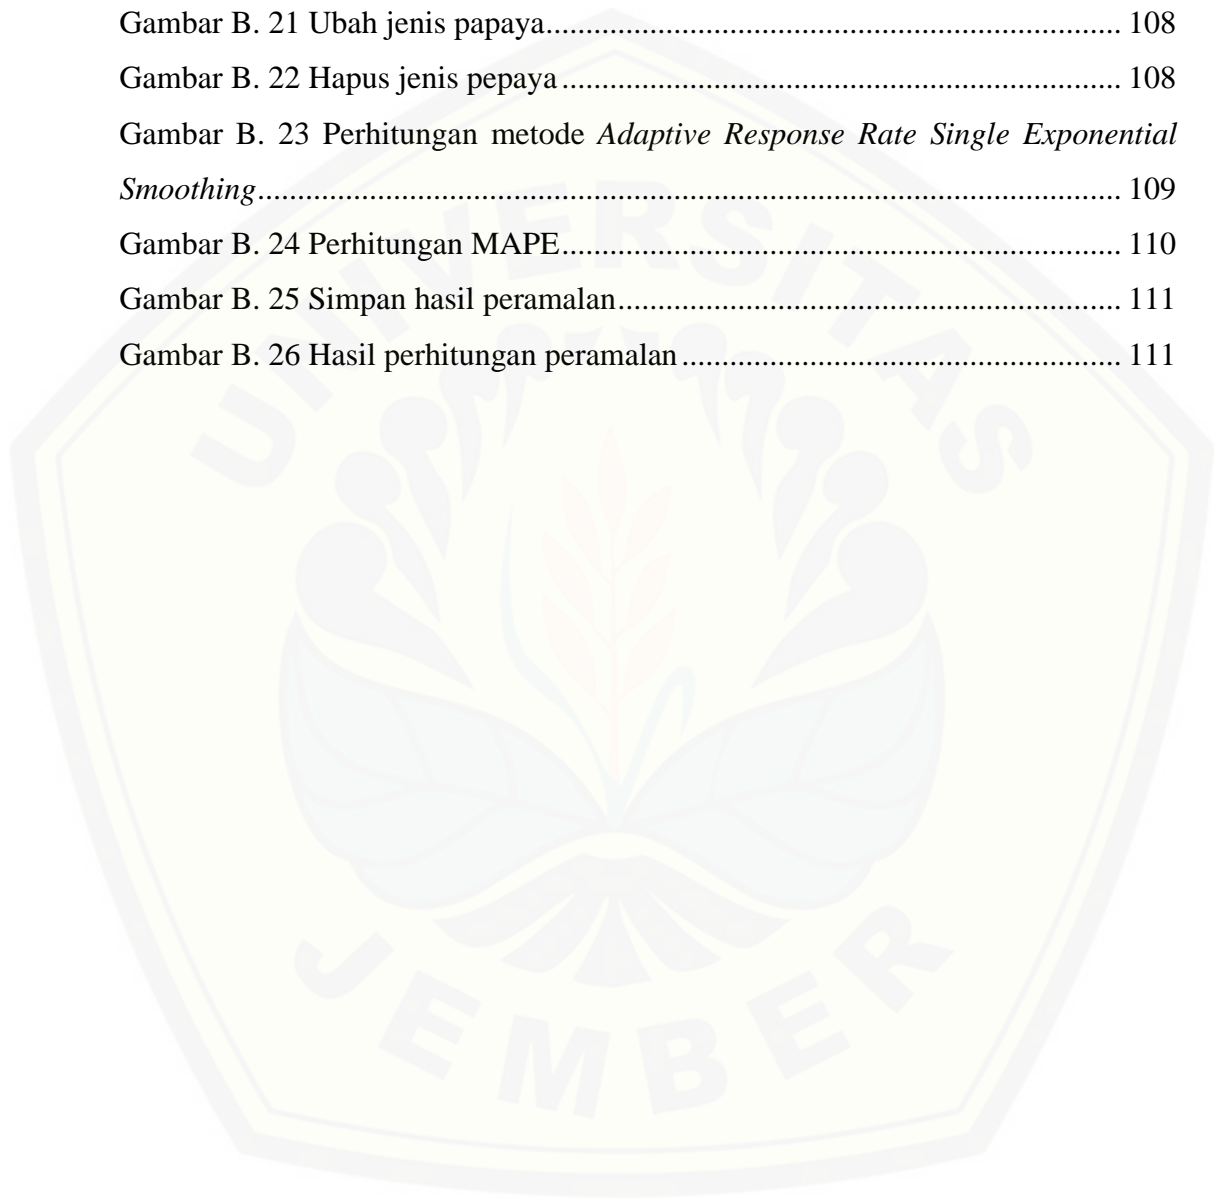 Gambar B. 21 Ubah jenis papaya...................................................................... 108
Gambar B. 22 Hapus jenis pepaya.................................................................... 108
Gambar B. 23 Perhitungan metode Adaptive Response Rate Single Exponential
Smoothing.......................................................................................................... 109
Gambar B. 24 Perhitungan MAPE.................................................................... 110
Gambar B. 25 Simpan hasil peramalan............................................................. 111
Gambar B. 26 Hasil perhitungan peramalan..................................................... 111
UNIVERSITAS
JEMBER